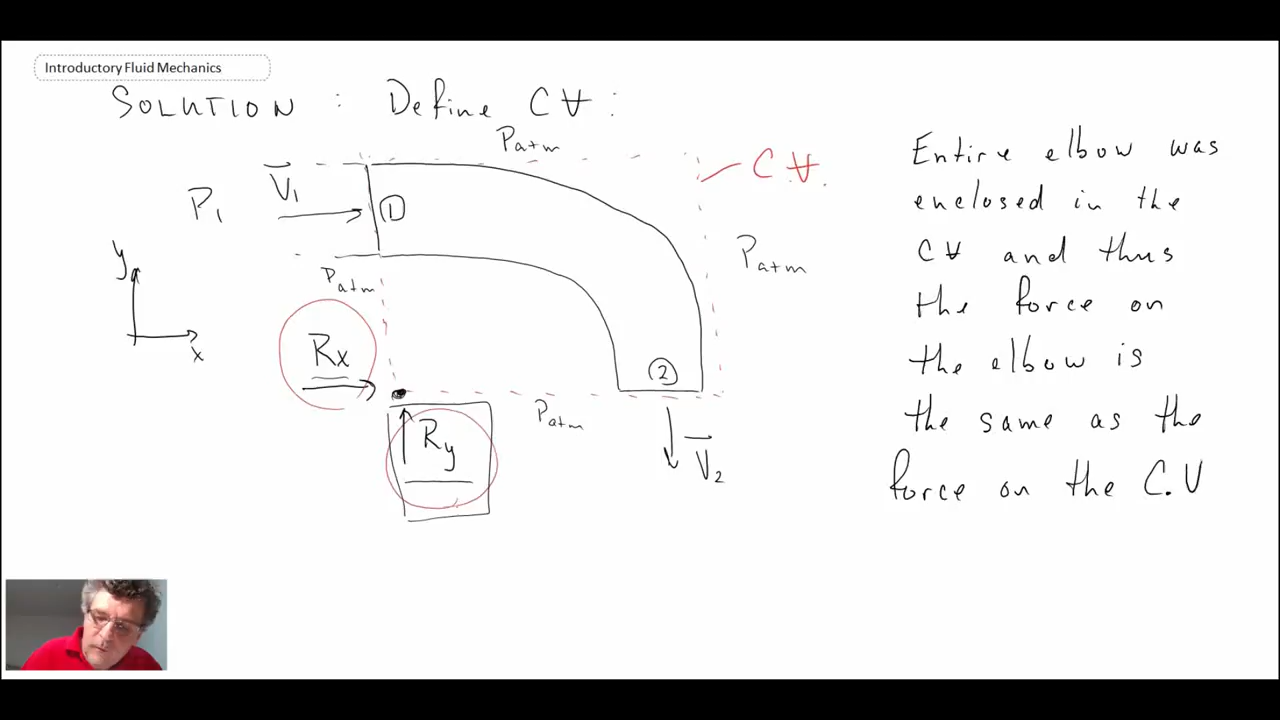 Introductory Fluid Mechanics
SOLUTION : Define C∀ :
Patm
V1
C.∀.
P1
1
Patm
y
x
Patm
Rx
2
Patm
Ry
V2
Entire elbow was
enclosed in the
C∀ and thus
the force on
the elbow is
the same as the
force on the C.V